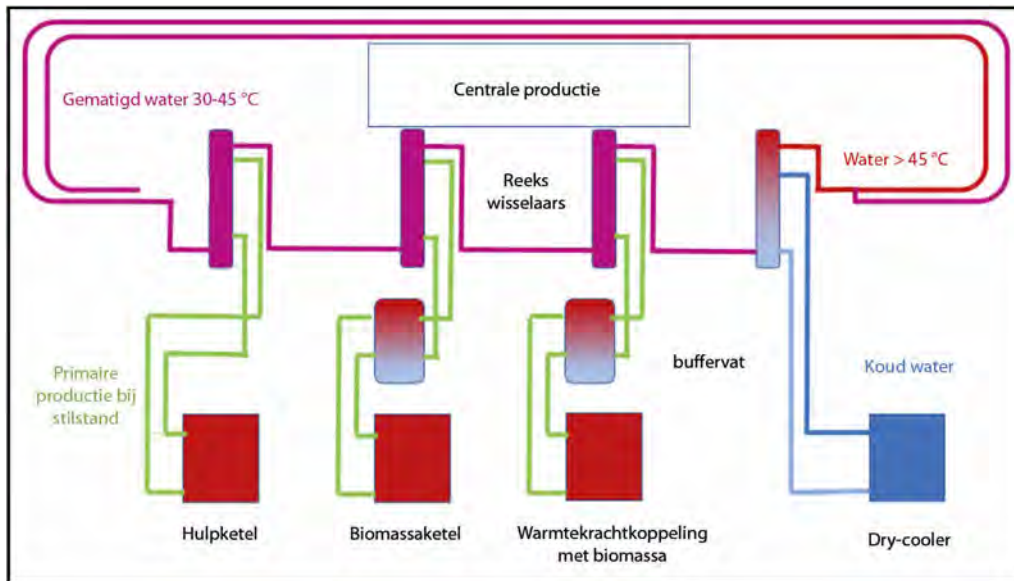 Centrale productie
Gematigd water 30-45 °C
Water > 45 °C
Reeks
wisselaars
Primaire
productie bij
stilstand
buffervat
Koud water
Hulpketel
Biomassaketel
Warmtekrachtkoppeling
met biomassa
Dry-cooler